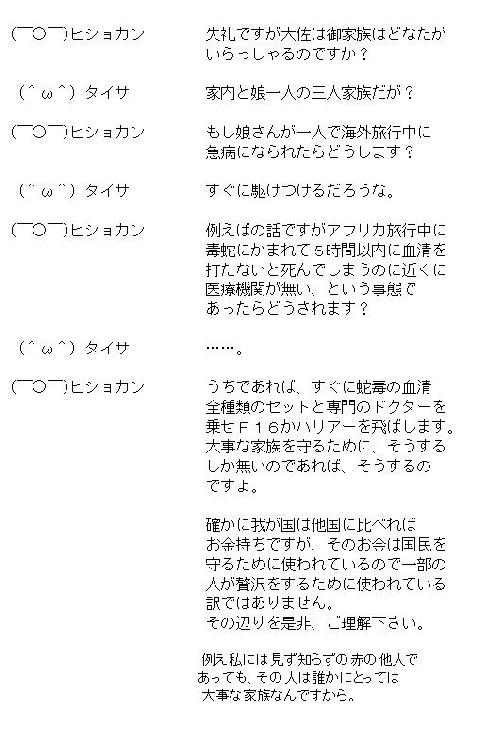 (￣○￣)ヒショカン 失礼ですが大佐は御家族はどなたが
いらっしゃるのですか？
（＾ω＾）タイサ 家内と娘一人の三人家族だが？
(￣○￣)ヒショカン もし娘さんが一人で海外旅行中に
急病になられたらどうします？
（＾ω＾）タイサ すぐに駆けつけるだろうな。
(￣○￣)ヒショカン 例えばの話ですがアフリカ旅行中に
毒蛇にかまれて５時間以内に血清を
打たないと死んでしまうのに近くに
医療機関が無い、という事態で
あったらどうされます？
（＾ω＾）タイサ ……。
(￣○￣)ヒショカン うちであれば、すぐに蛇毒の血清
全種類のセットと専門のドクターを
乗せＦ１６かハリアーを飛ばします。
大事な家族を守るために、そうする
しか無いのであれば、そうするの
ですよ。
確かに我が国は他国に比べれば
お金持ちですが、そのお金は国民を
守るために使われているので一部の
人が贅沢をするために使われている
訳ではありません。
その辺りを是非、ご理解下さい。
例え私には見ず知らずの赤の他人で
あっても、その人は誰かにとっては
大事な家族なんですから。